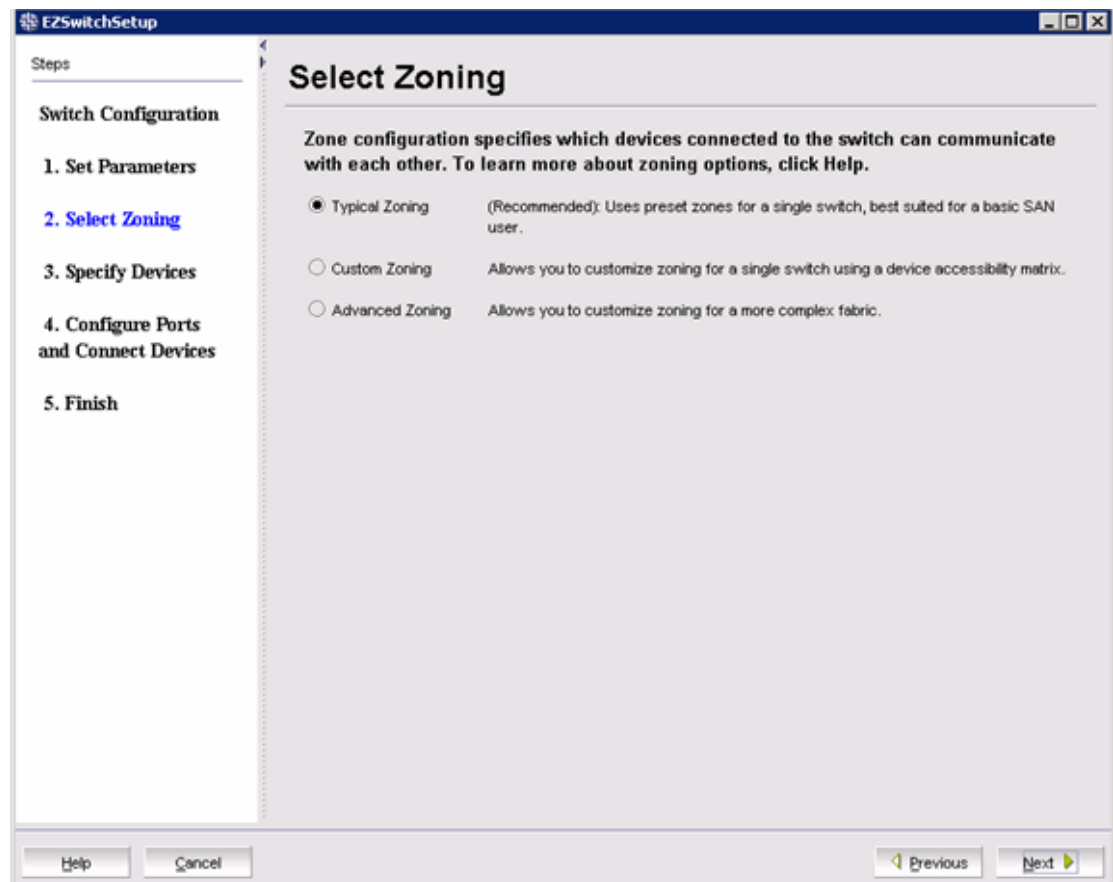 EZSwitchSetup
Steps
Switch Configuration
1. Set Parameters
2. Select Zoning
3. Specify Devices
4. Configure Ports
and Connect Devices
5. Finish
Select Zoning
Zone configuration specifies which devices connected to the switch can communicate
with each other. To learn more about zoning options, click Help.
Typical Zoning (Recommended): Uses preset zones for a single switch, best suited for a basic SAN
user.
Custom Zoning Allows you to customize zoning for a single switch using a device accessibility matrix.
Advanced Zoning Allows you to customize zoning for a more complex fabric.
Help Cancel Previous Next